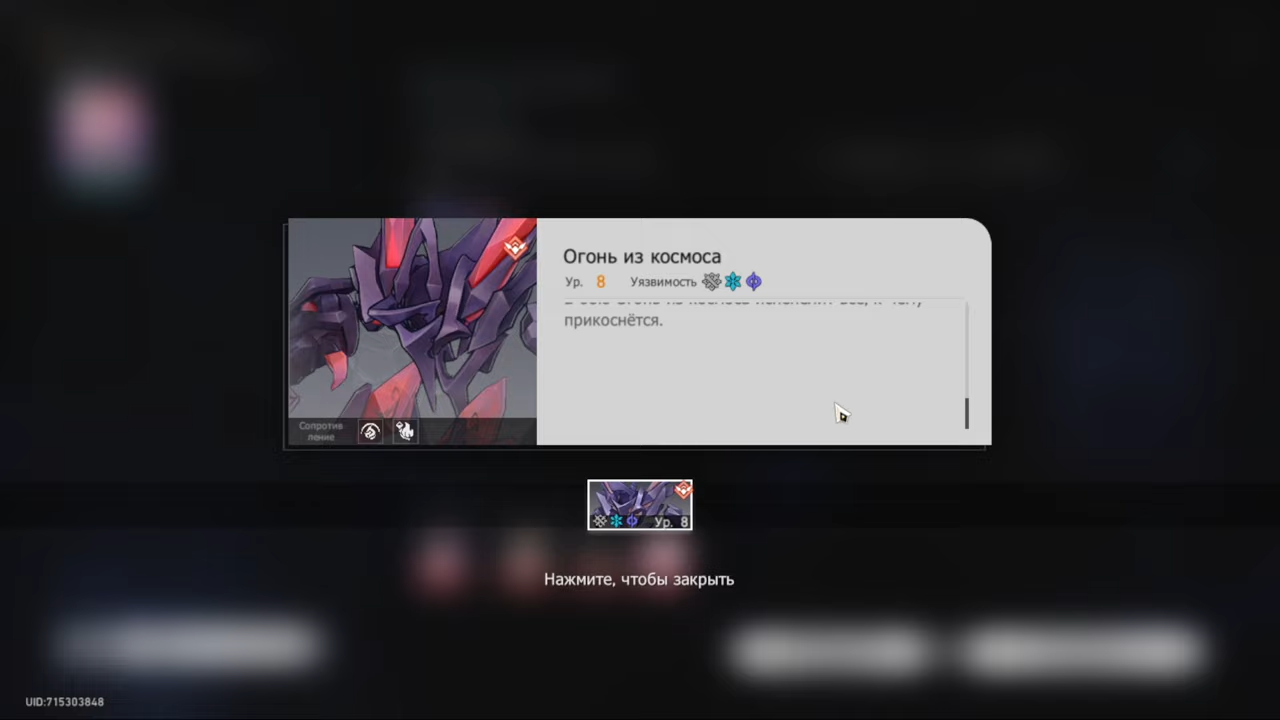 Огонь из космоса
Ур. 8 Уязвимость
прикоснётся.
Сопротив
ление
Ур. 8
Нажмите, чтобы закрыть
UID:715303848